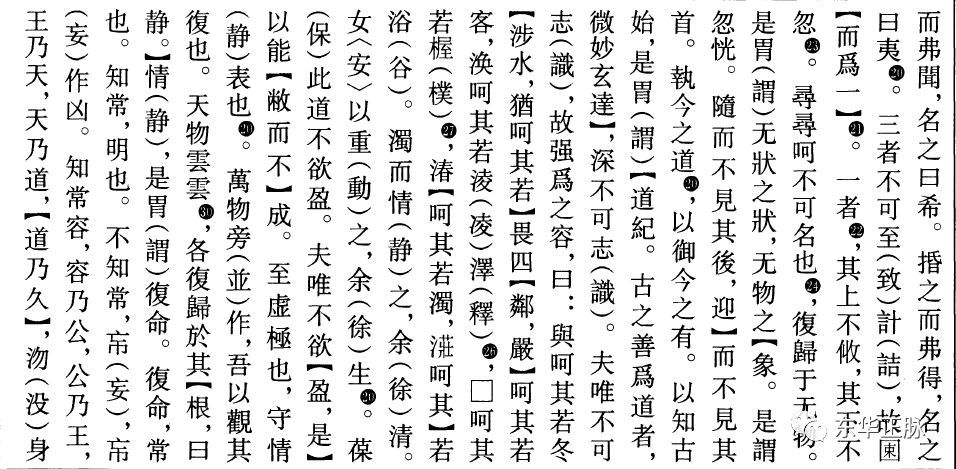 而弗聞，名之曰希。捪之而弗得，名之
曰夷⑳。三者不可至（致）計（詰），故𡇯
【而爲一】㉑。一者㉒，其上不攸，其下不
忽㉓。尋尋呵不可名也㉔，復歸于无物。
是胃（謂）无狀之狀，无物之【象。是謂
忽恍。隨而不見其後，迎】而不見其
首。執今之道，以御今之有。以知古
始，是胃（謂）【道紀。古之善爲道者，
微妙玄達】，深不可志（識）。夫唯不可
志（識），故强爲之容，曰：與呵其若冬
【涉水，猶呵其若】畏四【鄰，嚴】呵其若
客，渙呵其若淩（凌）澤（釋）㉖，□呵其
若楃（樸）㉗，湷【呵其若濁，𣴎呵其】若
浴（谷）。濁而情（静）之，余（徐）清。
女〈安〉以重（動）之，余（徐）生。葆
（保）此道不欲盈。夫唯不欲【盈，是】
以能【敝而不】成。至虚極也，守情
（静）表也。萬物旁（並）作，吾以觀其
復也。天物雲雲㉚，各復歸於其【根，曰
静。】情（静），是胃（謂）復命。復命，常
也。知常，明也。不知常，巟（妄），巟
（妄）作凶。知常容，容乃公，公乃王，
王乃天，天乃道，【道乃久】，沕（没）身
东华三脉